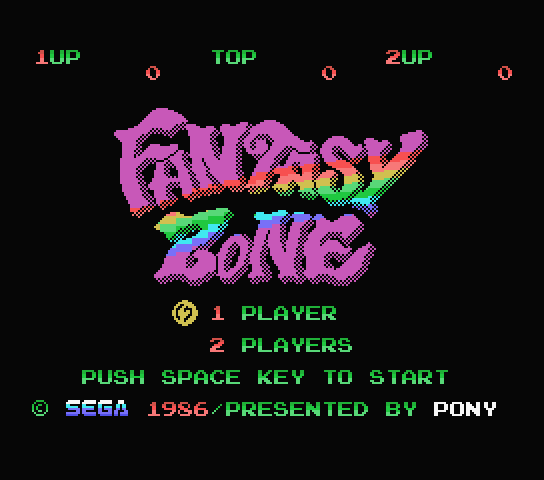 1UP TOP 2UP
0 0 0
FANTASY
ZONE
1 PLAYER
2 PLAYERS
PUSH SPACE KEY TO START
© SEGA 1986/PRESENTED BY PONY